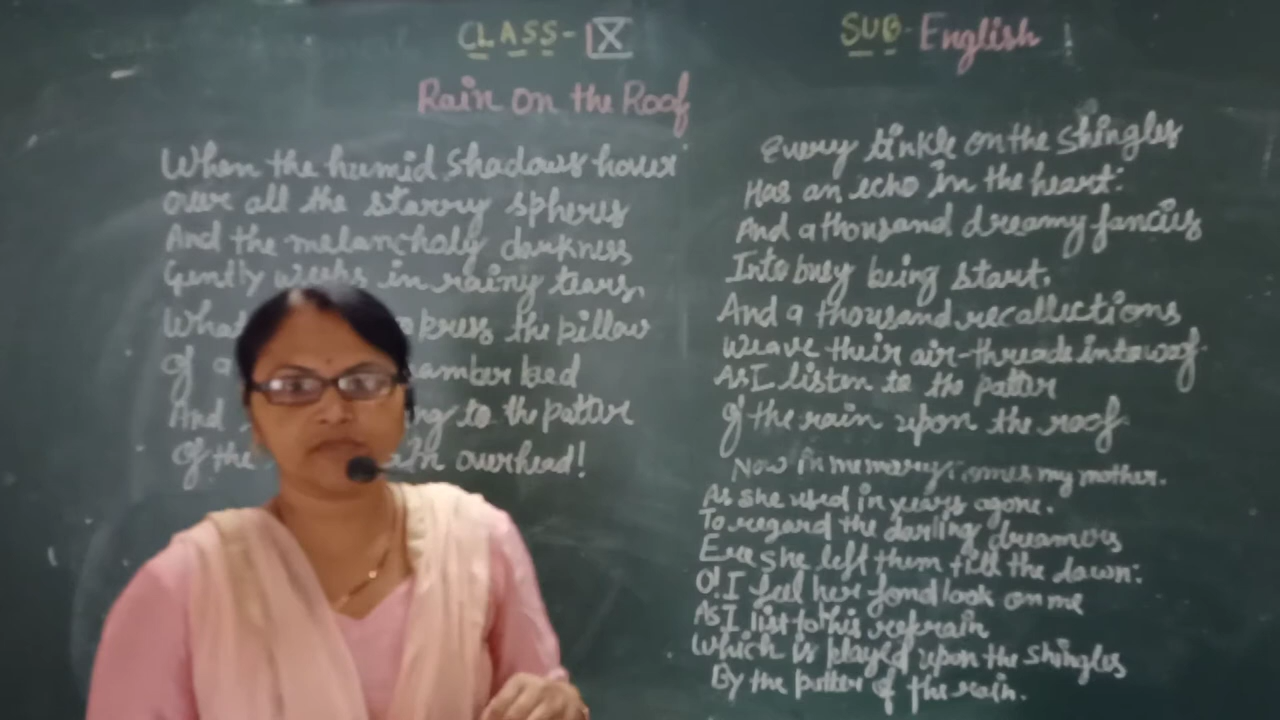 CLASS - IX
SUB - English
Rain on the Roof
When the humid shadows hover
over all the starry spheres
And the melancholy darkness
Gently weeps in rainy tears,
press the pillow
of a
And to the patter
Of the overhead!
Every tinkle on the shingles
Has an echo in the heart:
And a thousand dreamy fancies
Into busy being start.
And a thousand recollections
Weave their air-threads into woof
As I listen to the patter
Of the rain upon the roof
Now in memory comes my mother.
As she used in years agone.
To regard the darling dreamers
Ere she left them till the dawn:
O! I feel her fond look on me
As I list to this refrain
Which is played upon the shingles
By the patter of the rain.